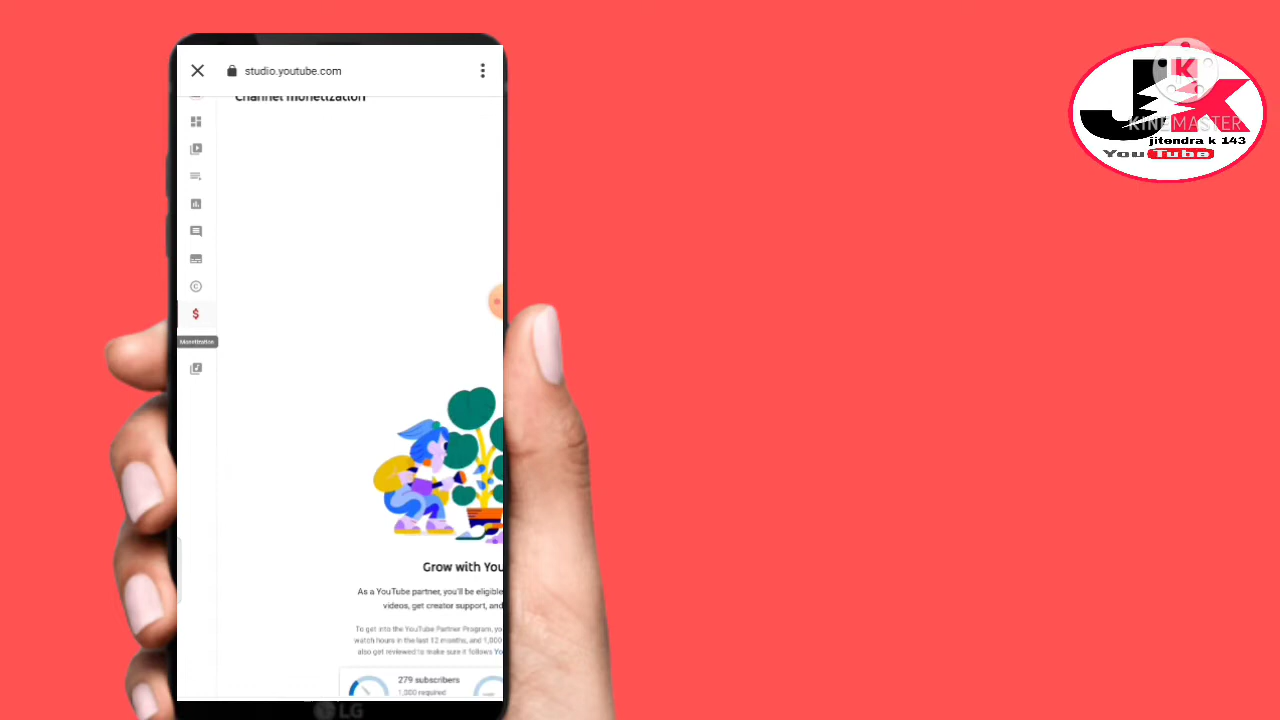 studio.youtube.com
Channel monetization
Monetization
Grow with You
As a YouTube partner, you'll be eligible
videos, get creator support, and
To get into the YouTube Partner Program, yo
watch hours in the last 12 months, and 1,000
also get reviewed to make sure it follows Yo
279 subscribers
1,000 required
LG
JK
K
KINEMASTER
jitendra k 143
You Tube